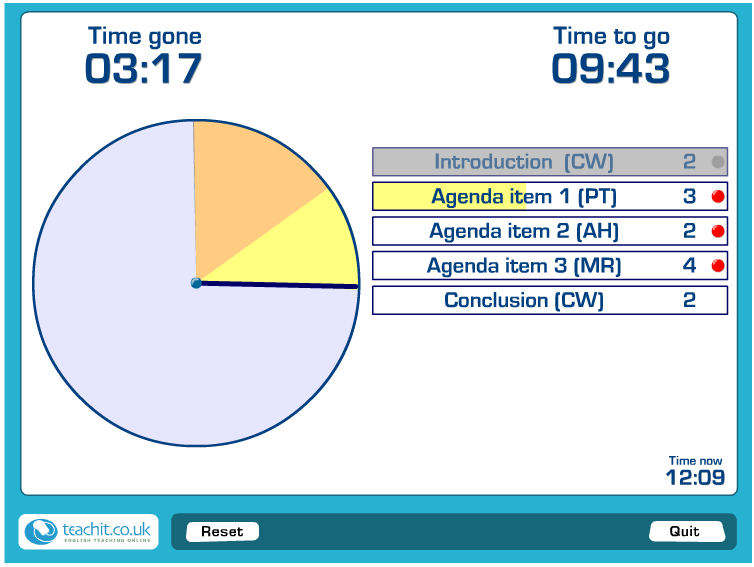 Time gone
03:17
Time to go
09:43
Introduction (CW) 2
Agenda item 1 (PT) 3
Agenda item 2 (AH) 2
Agenda item 3 (MR) 4
Conclusion (CW) 2
Time now
12:09
teachit.co.uk
ENGLISH TEACHING ONLINE
Reset
Quit